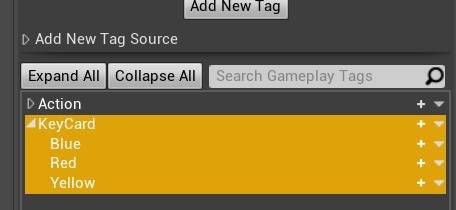 Add New Tag
Add New Tag Source
Expand All Collapse All Search Gameplay Tags
Action
KeyCard
Blue
Red
Yellow